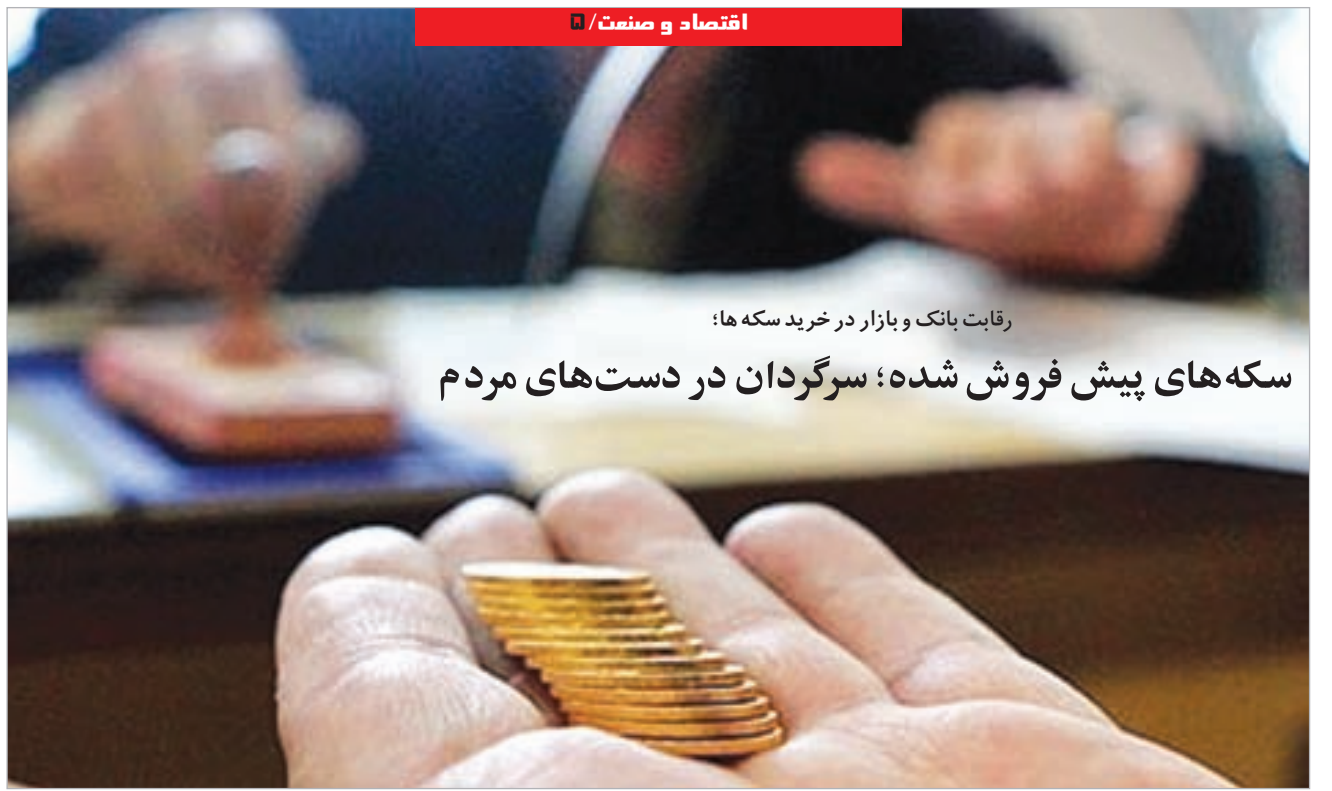 اقتصاد و صنعت/ ۵
رقابت بانک و بازار در خرید سکه ها؛
سکه‌های پیش فروش شده؛ سرگردان در دست‌های مردم